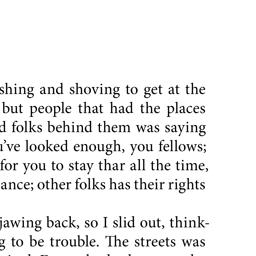 shing and shoving to get at the
but people that had the places
d folks behind them was saying
u've looked enough, you fellows;
for you to stay thar all the time,
ance; other folks has their rights
jawing back, so I slid out, think-
g to be trouble. The streets was